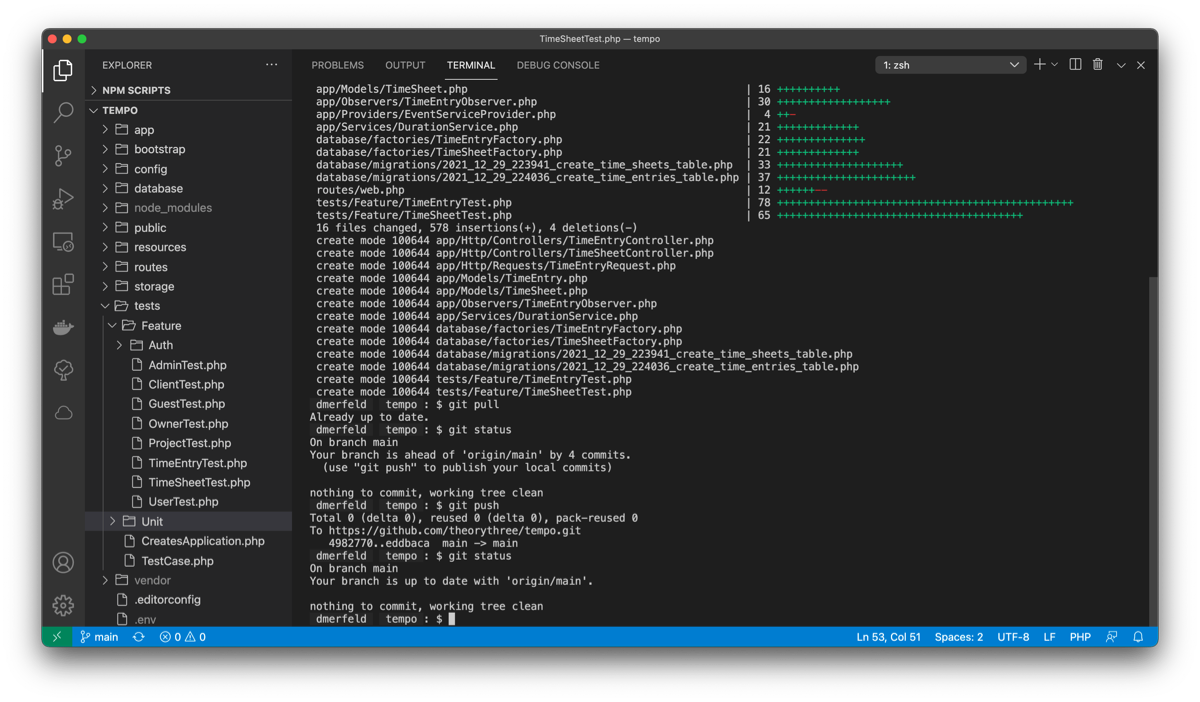 TimeSheetTest.php — tempo
EXPLORER
NPM SCRIPTS
TEMPO
app
bootstrap
config
database
node_modules
public
resources
routes
storage
tests
Feature
Auth
AdminTest.php
ClientTest.php
GuestTest.php
OwnerTest.php
ProjectTest.php
TimeEntryTest.php
TimeSheetTest.php
UserTest.php
Unit
CreatesApplication.php
TestCase.php
vendor
.editorconfig
.env
PROBLEMS OUTPUT TERMINAL DEBUG CONSOLE 1: zsh
app/Models/TimeSheet.php | 16 ++++++++++
app/Observers/TimeEntryObserver.php | 30 ++++++++++++++++++
app/Providers/EventServiceProvider.php | 4 ++-
app/Services/DurationService.php | 21 +++++++++++++
database/factories/TimeEntryFactory.php | 22 ++++++++++++++
database/factories/TimeSheetFactory.php | 21 +++++++++++++
database/migrations/2021_12_29_223941_create_time_sheets_table.php | 33 ++++++++++++++++++++
database/migrations/2021_12_29_224036_create_time_entries_table.php | 37 ++++++++++++++++++++++
routes/web.php | 12 ++++++--
tests/Feature/TimeEntryTest.php | 78 +++++++++++++++++++++++++++++++++++++++++++++++
tests/Feature/TimeSheetTest.php | 65 +++++++++++++++++++++++++++++++++++++++
16 files changed, 578 insertions(+), 4 deletions(-)
create mode 100644 app/Http/Controllers/TimeEntryController.php
create mode 100644 app/Http/Controllers/TimeSheetController.php
create mode 100644 app/Http/Requests/TimeEntryRequest.php
create mode 100644 app/Models/TimeEntry.php
create mode 100644 app/Models/TimeSheet.php
create mode 100644 app/Observers/TimeEntryObserver.php
create mode 100644 app/Services/DurationService.php
create mode 100644 database/factories/TimeEntryFactory.php
create mode 100644 database/factories/TimeSheetFactory.php
create mode 100644 database/migrations/2021_12_29_223941_create_time_sheets_table.php
create mode 100644 database/migrations/2021_12_29_224036_create_time_entries_table.php
create mode 100644 tests/Feature/TimeEntryTest.php
create mode 100644 tests/Feature/TimeSheetTest.php
dmerfeld tempo : $ git pull
Already up to date.
dmerfeld tempo : $ git status
On branch main
Your branch is ahead of 'origin/main' by 4 commits.
(use "git push" to publish your local commits)
nothing to commit, working tree clean
dmerfeld tempo : $ git push
Total 0 (delta 0), reused 0 (delta 0), pack-reused 0
To https://github.com/theorythree/tempo.git
4982770..eddbaca main -> main
dmerfeld tempo : $ git status
On branch main
Your branch is up to date with 'origin/main'.
nothing to commit, working tree clean
dmerfeld tempo : $
main 0 0 Ln 53, Col 51 Spaces: 2 UTF-8 LF PHP